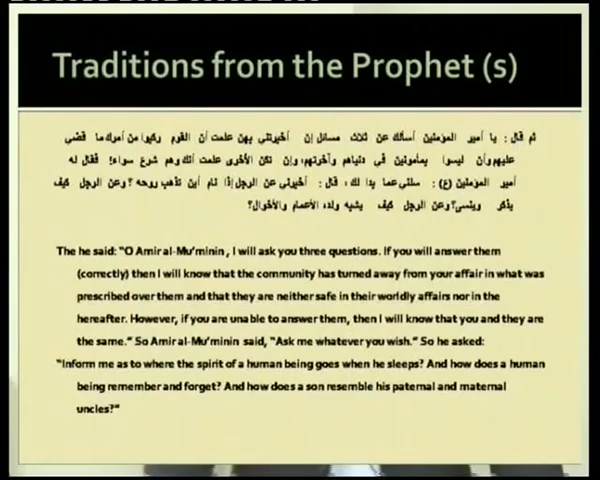 Traditions from the Prophet (s)
ثم قال : يا أمير المؤمنين أسألك عن ثلاث مسائل إن أخبرتني بهن علمت أن القوم ركبوا من أمرك ما قضي
عليهم وأن ليسوا بمأمونين في دنياهم وآخرتهم، وإن تكن الأخرى علمت أنك وهم شرع سواء! فقال له
أمير المؤمنين (ع) : سلني عما بدا لك، قال : أخبرني عن الرجل إذا نام أين تذهب روحه ؟ وعن الرجل كيف
يذكر وينسى؟ وعن الرجل كيف يشبه ولده الأعمام والأخوال؟
The he said: “O Amir al-Mu’minin , I will ask you three questions. If you will answer them
(correctly) then I will know that the community has turned away from your affair in what was
prescribed over them and that they are neither safe in their worldly affairs nor in the
hereafter. However, if you are unable to answer them, then I will know that you and they are
the same.” So Amir al-Mu’minin said, “Ask me whatever you wish.” So he asked:
“Inform me as to where the spirit of a human being goes when he sleeps? And how does a human
being remember and forget? And how does a son resemble his paternal and maternal
uncles?”